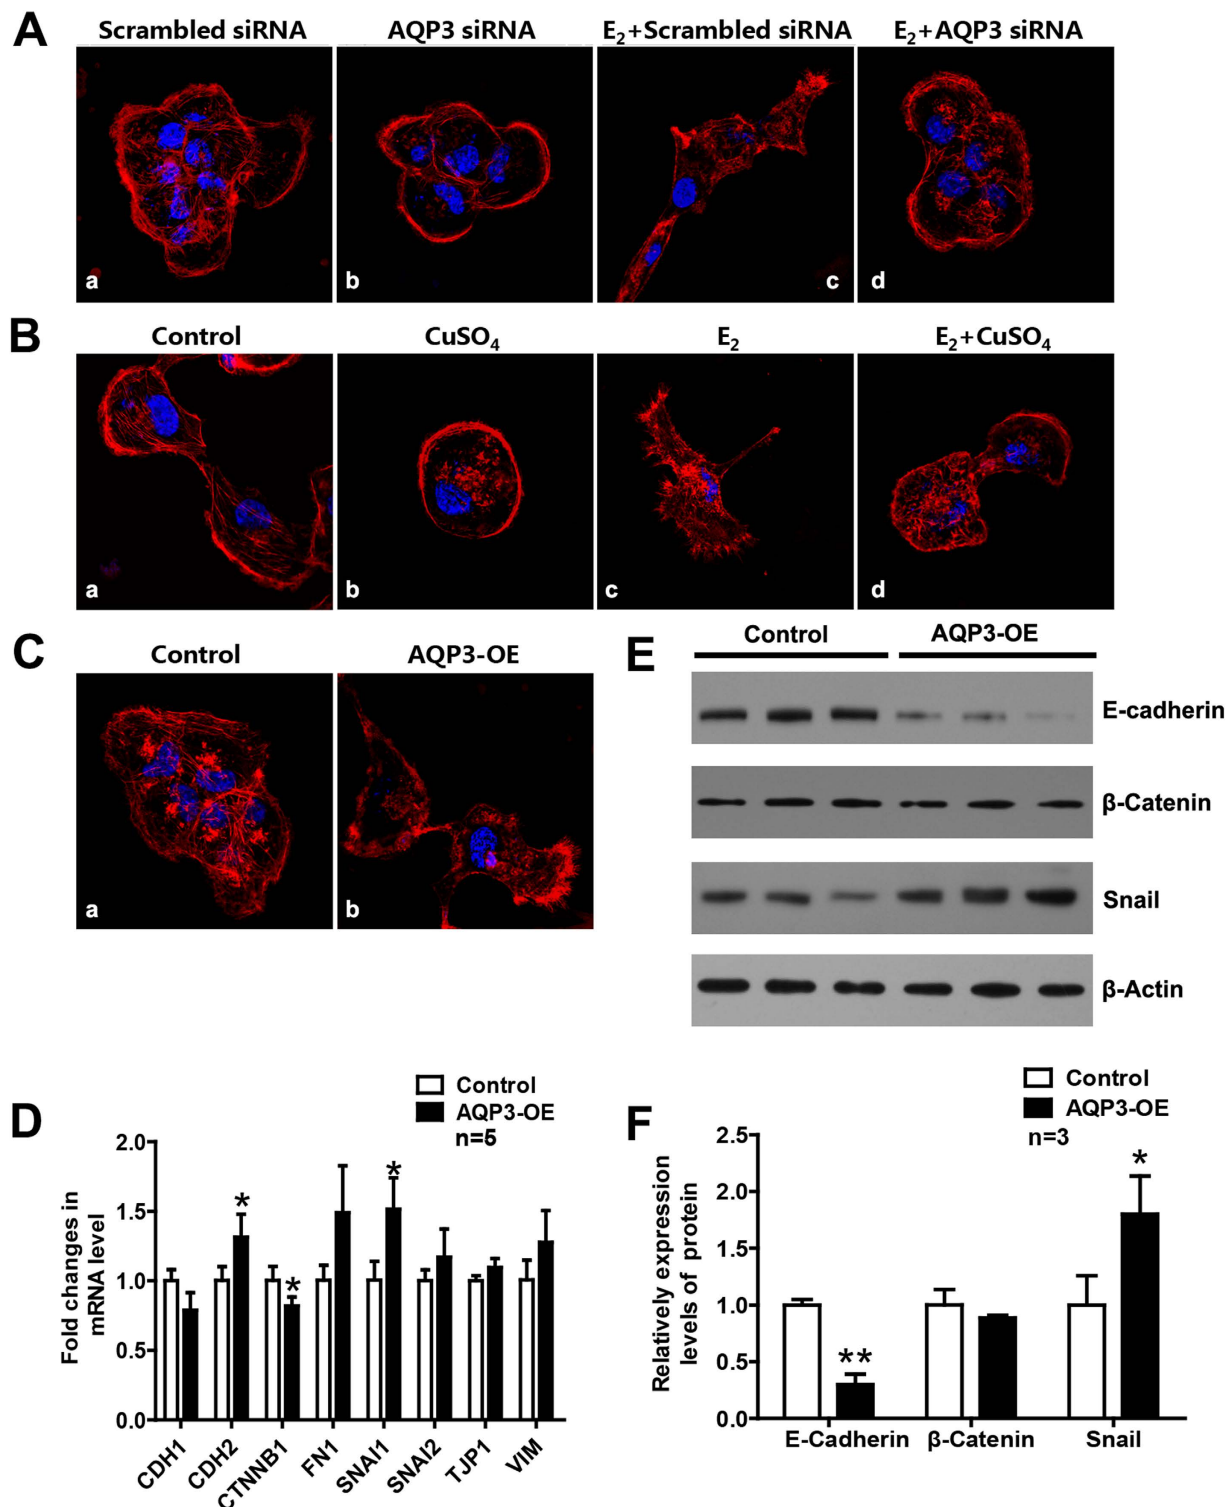 A
Scrambled siRNA
AQP3 siRNA
E₂+Scrambled siRNA
E₂+AQP3 siRNA
a
b
c
d
B
Control
CuSO₄
E₂
E₂+CuSO₄
a
b
c
d
C
Control
AQP3-OE
a
b
E
Control
AQP3-OE
E-cadherin
β-Catenin
Snail
β-Actin
D
Control
AQP3-OE
n=5
Fold changes in
mRNA level
2.0
1.5
1.0
0.5
0.0
*
*
*
CDH1
CDH2
CTNNB1
FN1
SNAI1
SNAI2
TJP1
VIM
F
Control
AQP3-OE
n=3
Relatively expression
levels of protein
2.5
2.0
1.5
1.0
0.5
0.0
**
*
E-Cadherin
β-Catenin
Snail